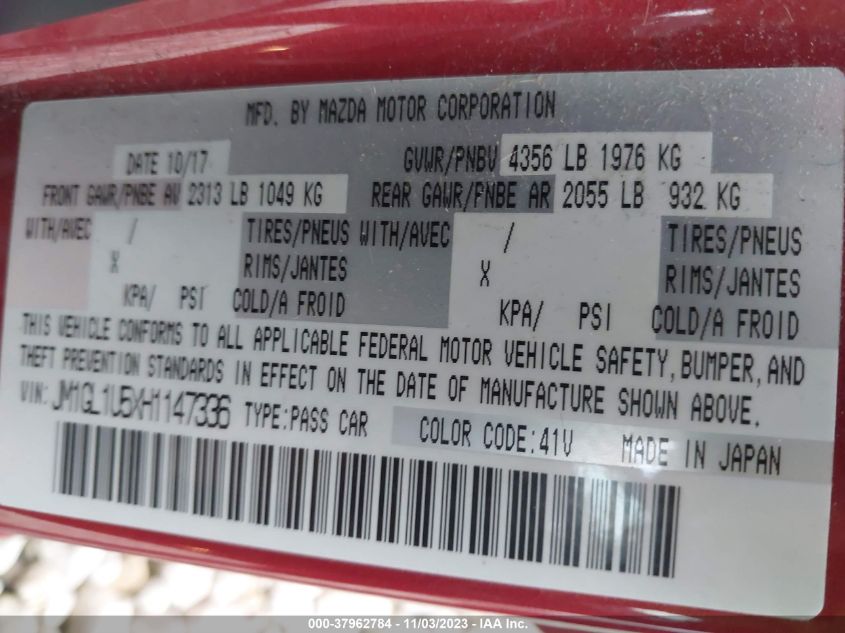 MFD. BY MAZDA MOTOR CORPORATION
DATE 10/17 GVWR/PNBV 4356 LB 1976 KG
FRONT GAWR/PNBE AV 2313 LB 1049 KG REAR GAWR/PNBE AR 2055 LB 932 KG
WITH/AVEC / TIRES/PNEUS WITH/AVEC / TIRES/PNEUS
X RIMS/JANTES X RIMS/JANTES
KPA/ PSI COLD/A FROID KPA/ PSI COLD/A FROID
THIS VEHICLE CONFORMS TO ALL APPLICABLE FEDERAL MOTOR VEHICLE SAFETY, BUMPER, AND
THEFT PREVENTION STANDARDS IN EFFECT ON THE DATE OF MANUFACTURE SHOWN ABOVE.
VIN: JM1GL1U5XH1147336 TYPE:PASS CAR COLOR CODE:41V MADE IN JAPAN
000-37962784 - 11/03/2023 - IAA Inc.